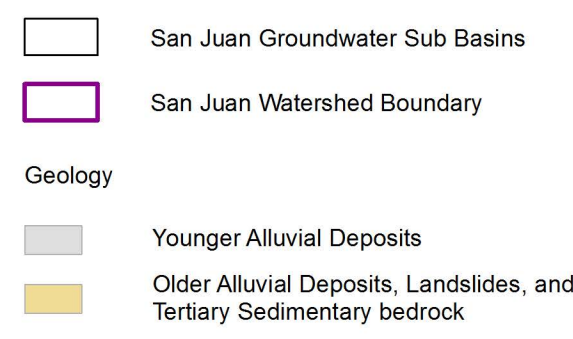 San Juan Groundwater Sub Basins
San Juan Watershed Boundary
Geology
Younger Alluvial Deposits
Older Alluvial Deposits, Landslides, and
Tertiary Sedimentary bedrock